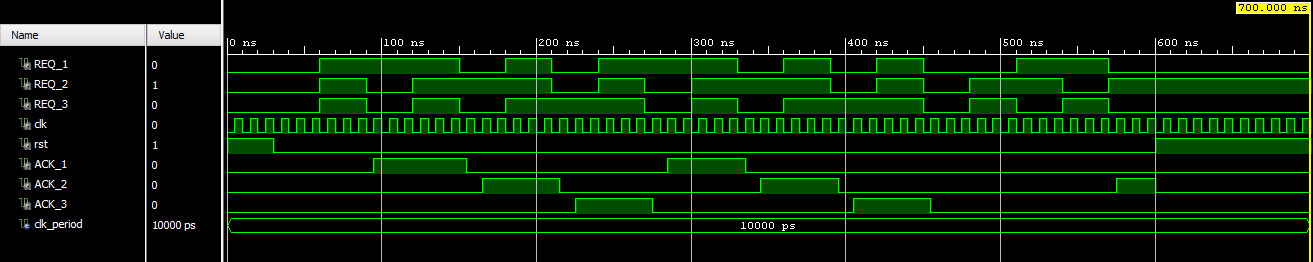 700.000 ns
Name Value
0 ns 100 ns 200 ns 300 ns 400 ns 500 ns 600 ns
REQ_1 0
REQ_2 1
REQ_3 0
clk 0
rst 1
ACK_1 0
ACK_2 0
ACK_3 0
clk_period 10000 ps 10000 ps